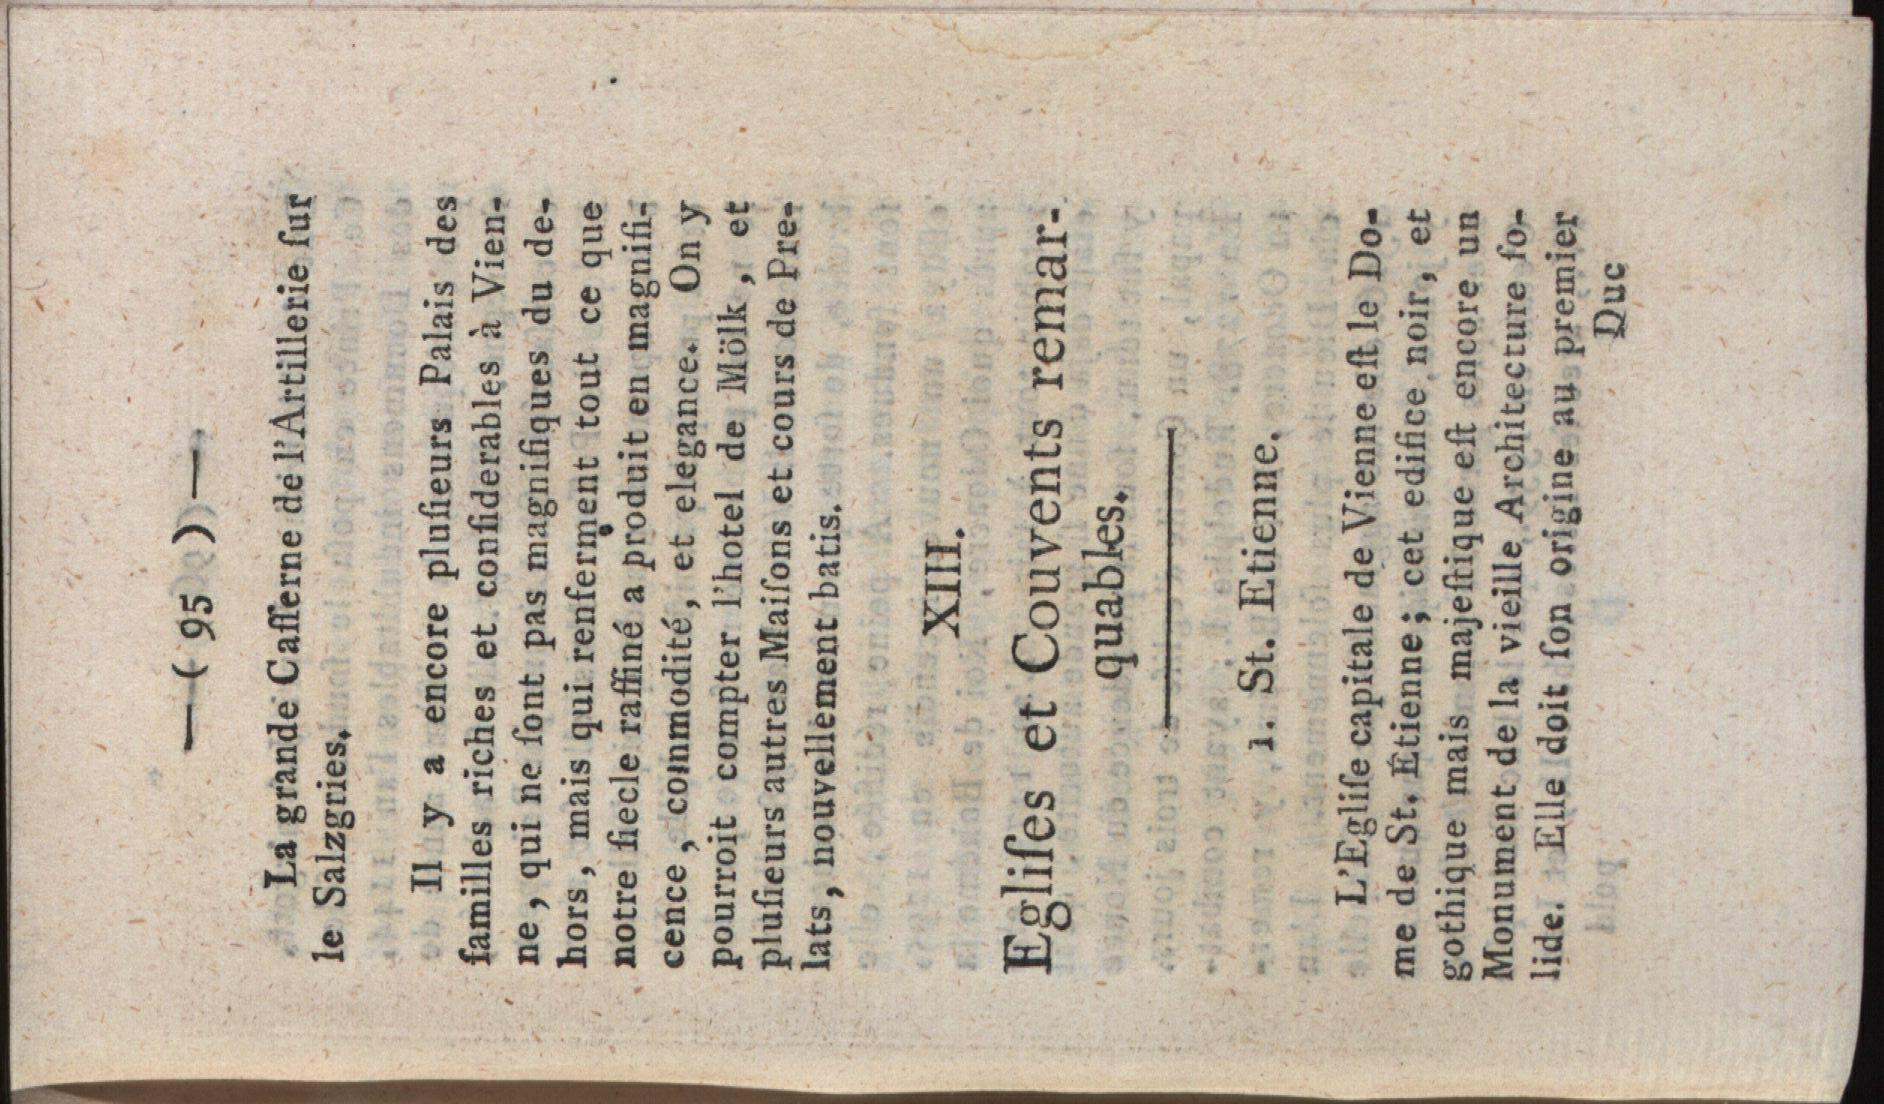 — ( 95 ) —
La grande Caſſerne de l'Artillerie ſur
le Salzgries.
Il y a encore pluſieurs Palais des
familles riches et conſiderables à Vien-
ne, qui ne ſont pas magnifiques du de-
hors, mais qui renferment tout ce que
notre ſiecle raffiné a produit en magnifi-
cence, commodité, et elegance. On y
pourroit compter l'hotel de Mölk, et
pluſieurs autres Maiſons et cours de Pre-
lats, nouvellement batis.
XIII.
Egliſes et Couvents remar-
quables.
1. St. Etienne.
L'Egliſe capitale de Vienne eſt le Do-
me de St. Etienne; cet edifice noir, et
gothique mais majeſtique eſt encore un
Monument de la vieille Architecture ſo-
lide. Elle doit ſon origine au premier
Duc